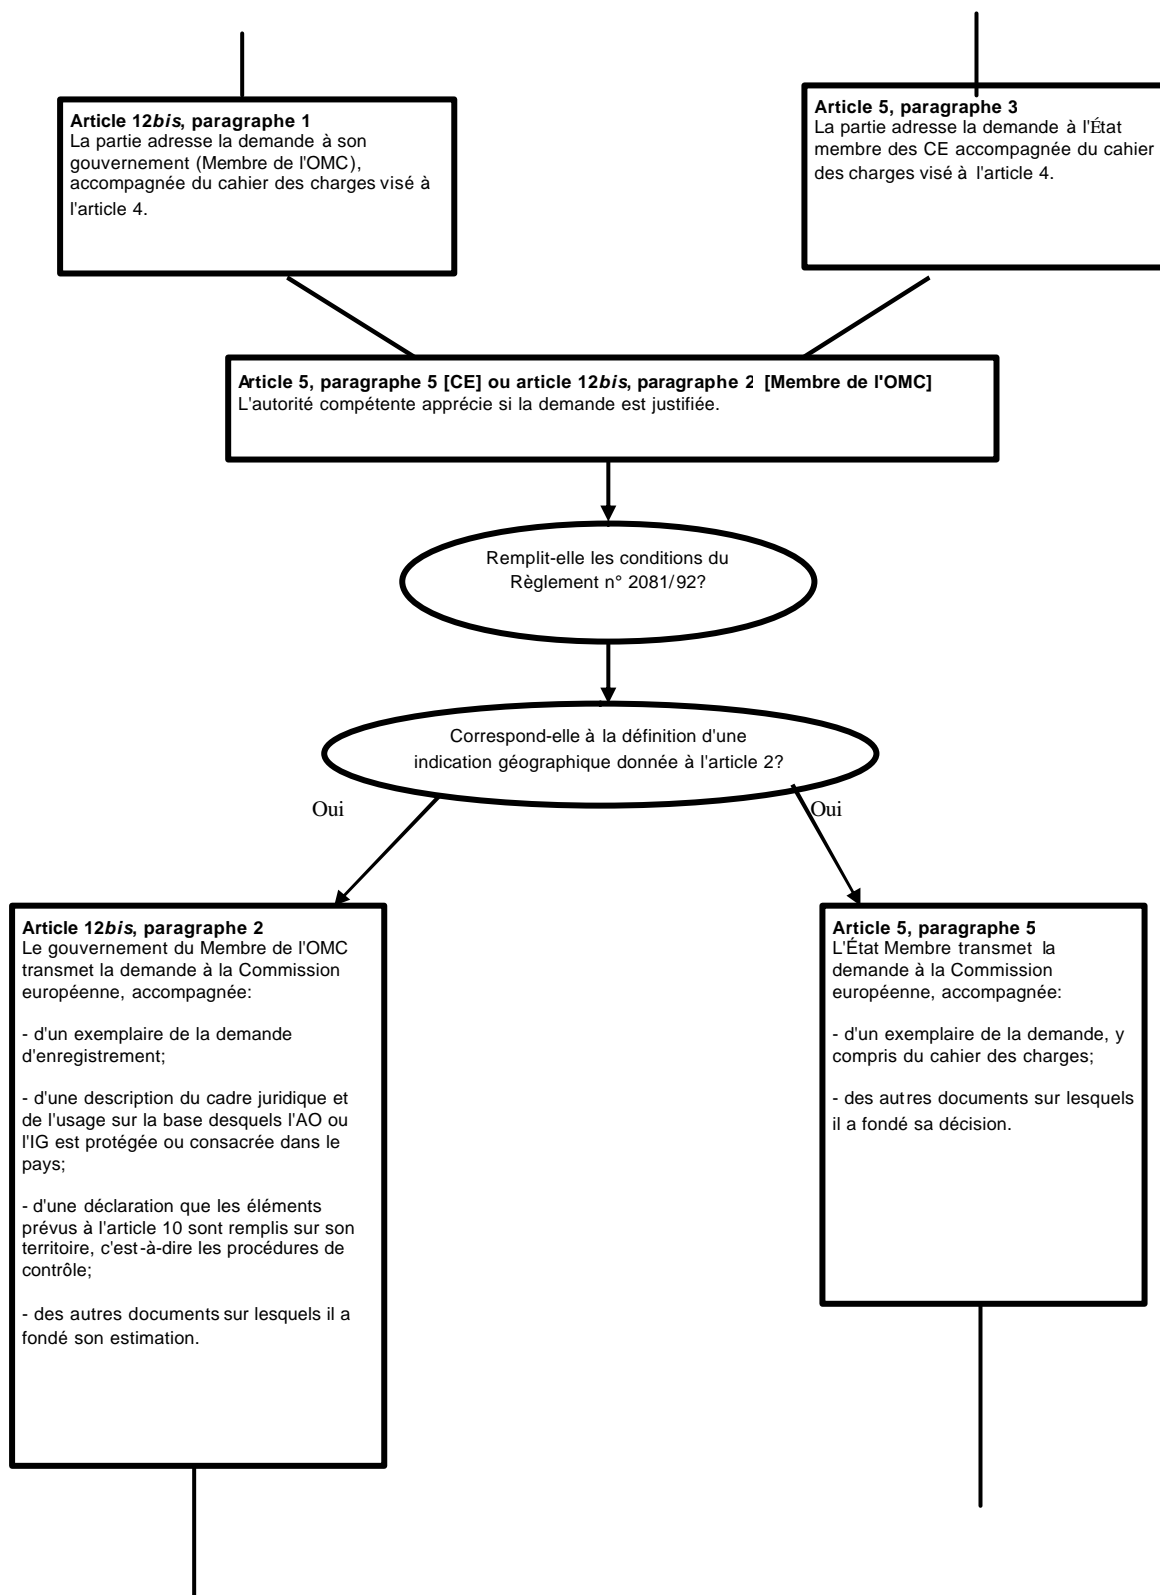 Article 12bis, paragraphe 1
La partie adresse la demande à son
gouvernement (Membre de l'OMC),
accompagnée du cahier des charges visé à
l'article 4.
Article 5, paragraphe 3
La partie adresse la demande à l'État
membre des CE accompagnée du cahier
des charges visé à l'article 4.
Article 5, paragraphe 5 [CE] ou article 12bis, paragraphe 2 [Membre de l'OMC]
L'autorité compétente apprécie si la demande est justifiée.
Remplit-elle les conditions du
Règlement n° 2081/92?
Correspond-elle à la définition d'une
indication géographique donnée à l'article 2?
Oui
Oui
Article 12bis, paragraphe 2
Le gouvernement du Membre de l'OMC
transmet la demande à la Commission
européenne, accompagnée:
- d'un exemplaire de la demande
d'enregistrement;
- d'une description du cadre juridique et
de l'usage sur la base desquels l'AO ou
l'IG est protégée ou consacrée dans le
pays;
- d'une déclaration que les éléments
prévus à l'article 10 sont remplis sur son
territoire, c'est-à-dire les procédures de
contrôle;
- des autres documents sur lesquels il a
fondé son estimation.
Article 5, paragraphe 5
L'État Membre transmet la
demande à la Commission
européenne, accompagnée:
- d'un exemplaire de la demande, y
compris du cahier des charges;
- des autres documents sur lesquels
il a fondé sa décision.